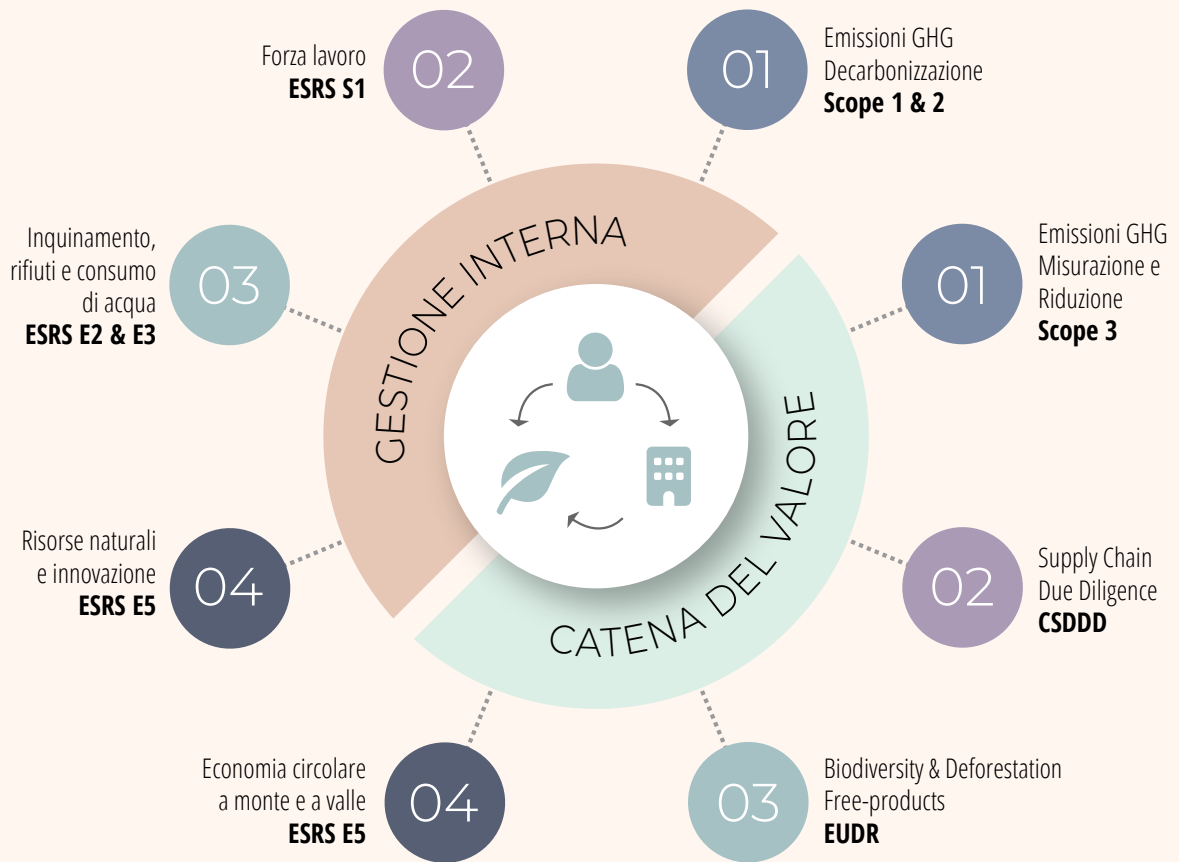 Forza lavoro
ESRS S1
02
01
Emissioni GHG
Decarbonizzazione
Scope 1 & 2
Inquinamento,
rifiuti e consumo
di acqua
ESRS E2 & E3
03
GESTIONE INTERNA
01
Emissioni GHG
Misurazione e
Riduzione
Scope 3
Risorse naturali
e innovazione
ESRS E5
04
CATENA DEL VALORE
02
Supply Chain
Due Diligence
CSDDD
Economia circolare
a monte e a valle
ESRS E5
04
03
Biodiversity & Deforestation
Free-products
EUDR